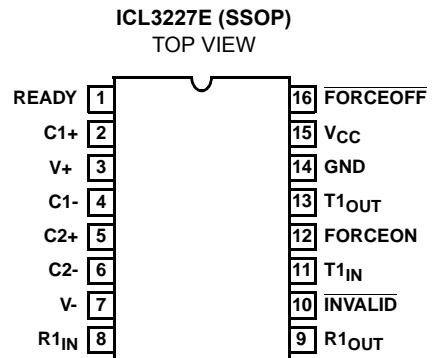 ICL3227E (SSOP)
TOP VIEW
READY 1 16 FORCEOFF
C1+ 2 15 VCC
V+ 3 14 GND
C1- 4 13 T1OUT
C2+ 5 12 FORCEON
C2- 6 11 T1IN
V- 7 10 INVALID
R1IN 8 9 R1OUT